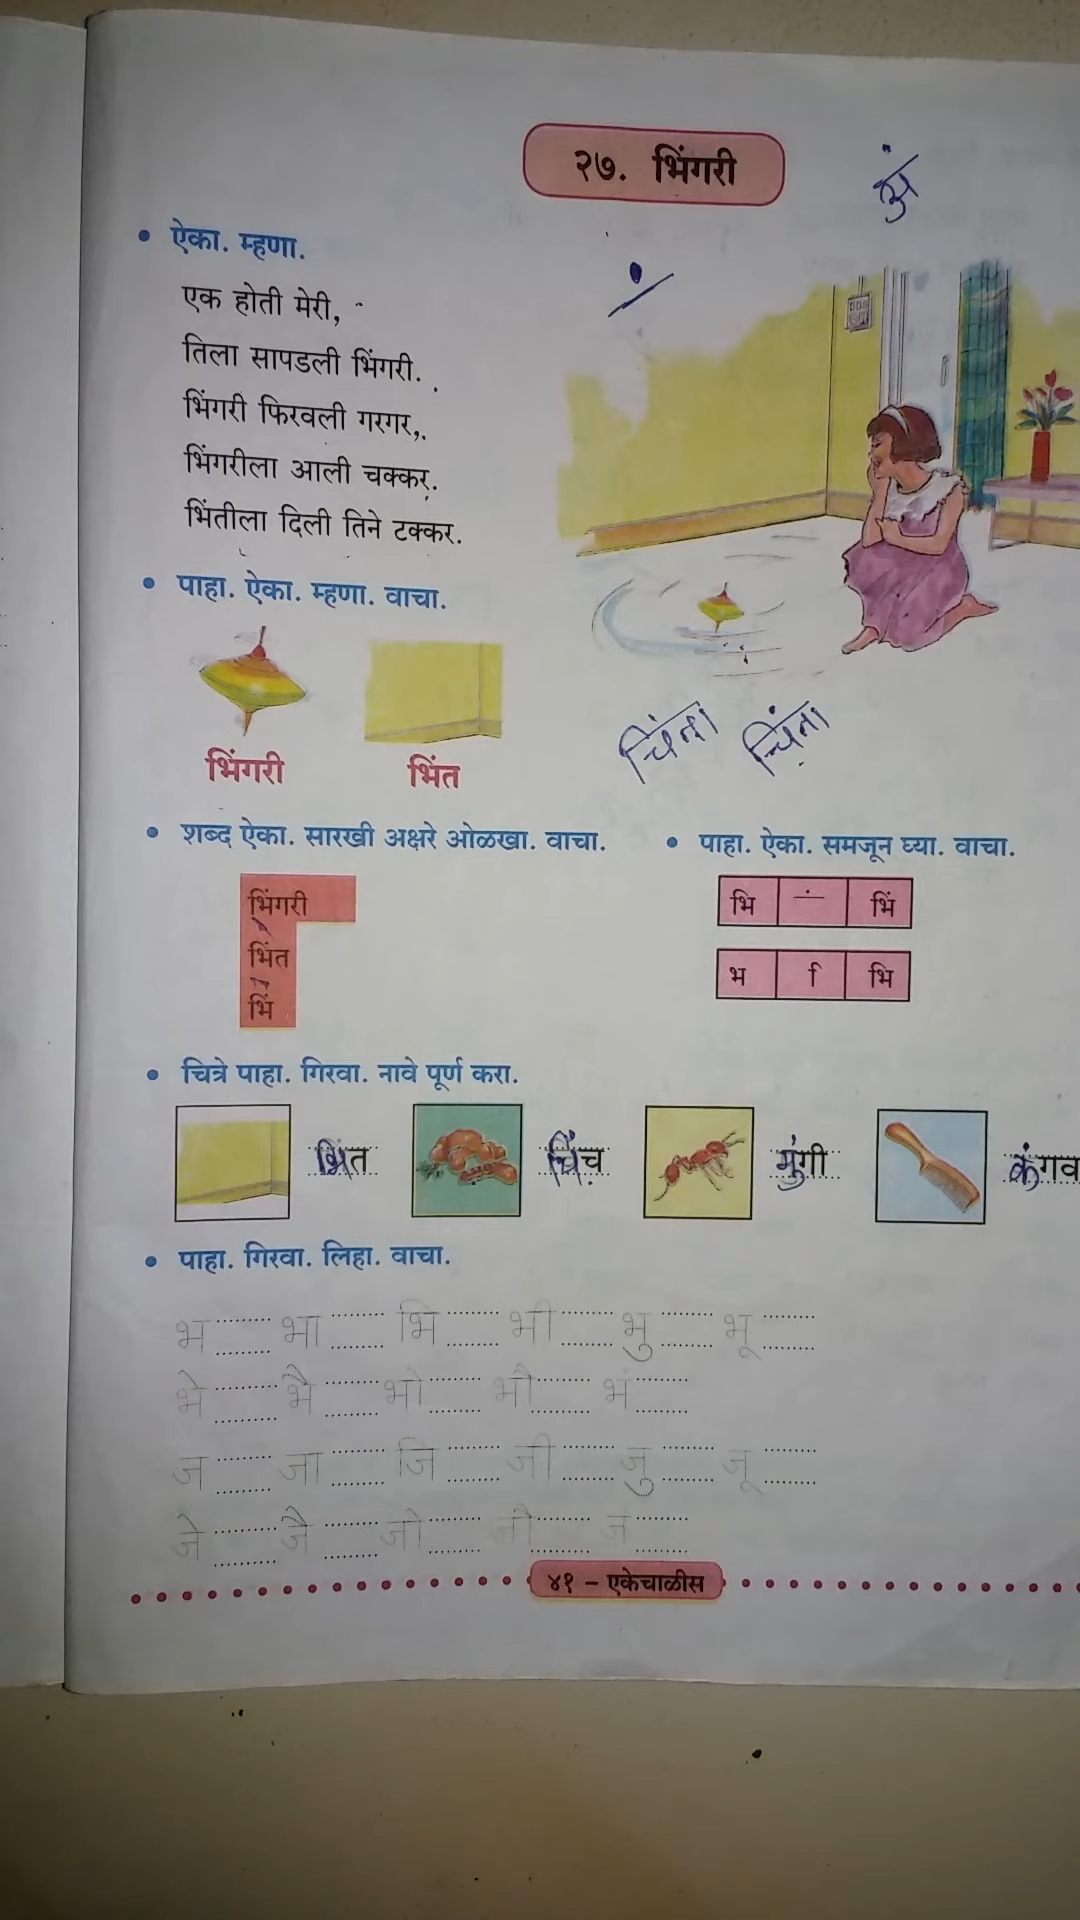 २७. भिंगरी
अं
• ऐका. म्हणा.
एक होती मेरी,
तिला सापडली भिंगरी.
भिंगरी फिरवली गरगर,
भिंगरीला आली चक्कर.
भिंतीला दिली तिने टक्कर.
• पाहा. ऐका. म्हणा. वाचा.
भिंगरी भिंत
चिंता चिंता
• शब्द ऐका. सारखी अक्षरे ओळखा. वाचा.
भिंगरी
भिंत
भिं
• पाहा. ऐका. समजून घ्या. वाचा.
भि ं भिं
भ ि भि
• चित्रे पाहा. गिरवा. नावे पूर्ण करा.
भिंत चिंच मुंगी कंगव
• पाहा. गिरवा. लिहा. वाचा.
भ भा भि भी भु भू
भे भै भो भौ भं
ज जा जि जी जु जू
जे जै जो जौ जं
४१ – एकेचाळीस